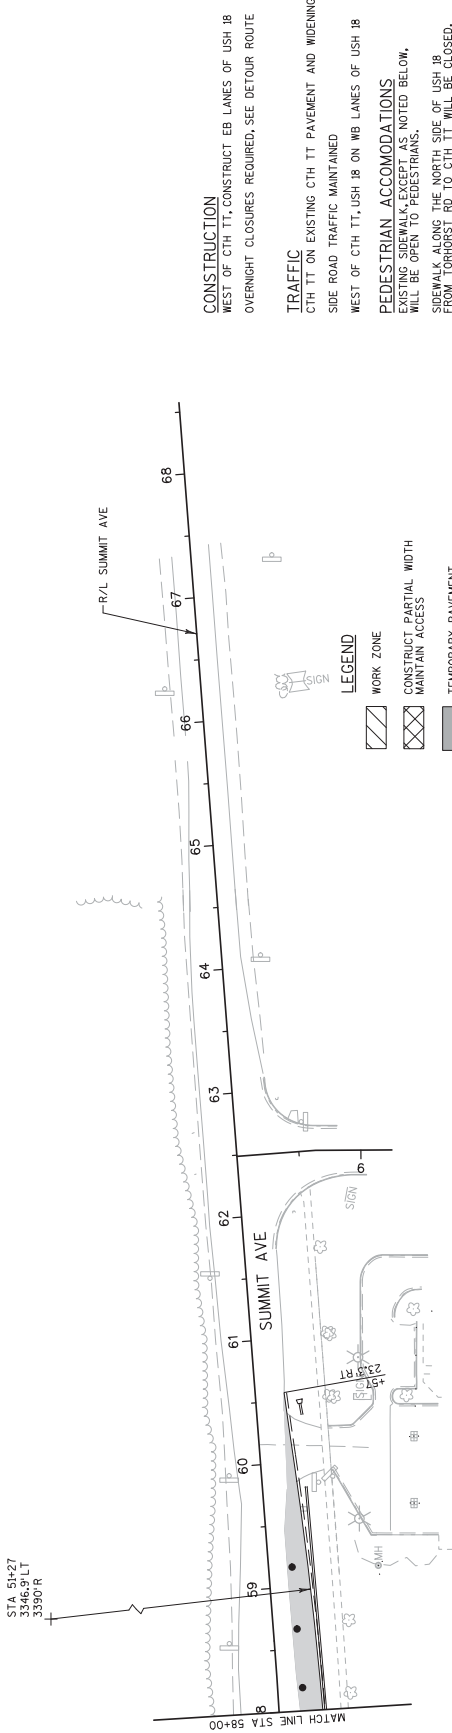 CONSTRUCTION
WEST OF CTH TT, CONSTRUCT EB LANES OF USH 18
OVERNIGHT CLOSURES REQUIRED, SEE DETOUR ROUTE
TRAFFIC
CTH TT ON EXISTING CTH TT PAVEMENT AND WIDENING
SIDE ROAD TRAFFIC MAINTAINED
WEST OF CTH TT, USH 18 ON WB LANES OF USH 18
PEDESTRIAN ACCOMODATIONS
EXISTING SIDEWALK, EXCEPT AS NOTED BELOW,
WILL BE OPEN TO PEDESTRIANS.
SIDEWALK ALONG THE NORTH SIDE OF USH 18
FROM TORHORST RD TO CTH TT WILL BE CLOSED.
R/L SUMMIT AVE
LEGEND
WORK ZONE
CONSTRUCT PARTIAL WIDTH
MAINTAIN ACCESS
TEMPORARY PAVEMENT
STA 51+27
3346.9' LT
3390'R
MATCH LINE STA 58+00
8
59
60
61
62
63
64
65
66
67
68
SUMMIT AVE
6
+57
23.3' RT
SIGN
SIGN
SIGN
MH